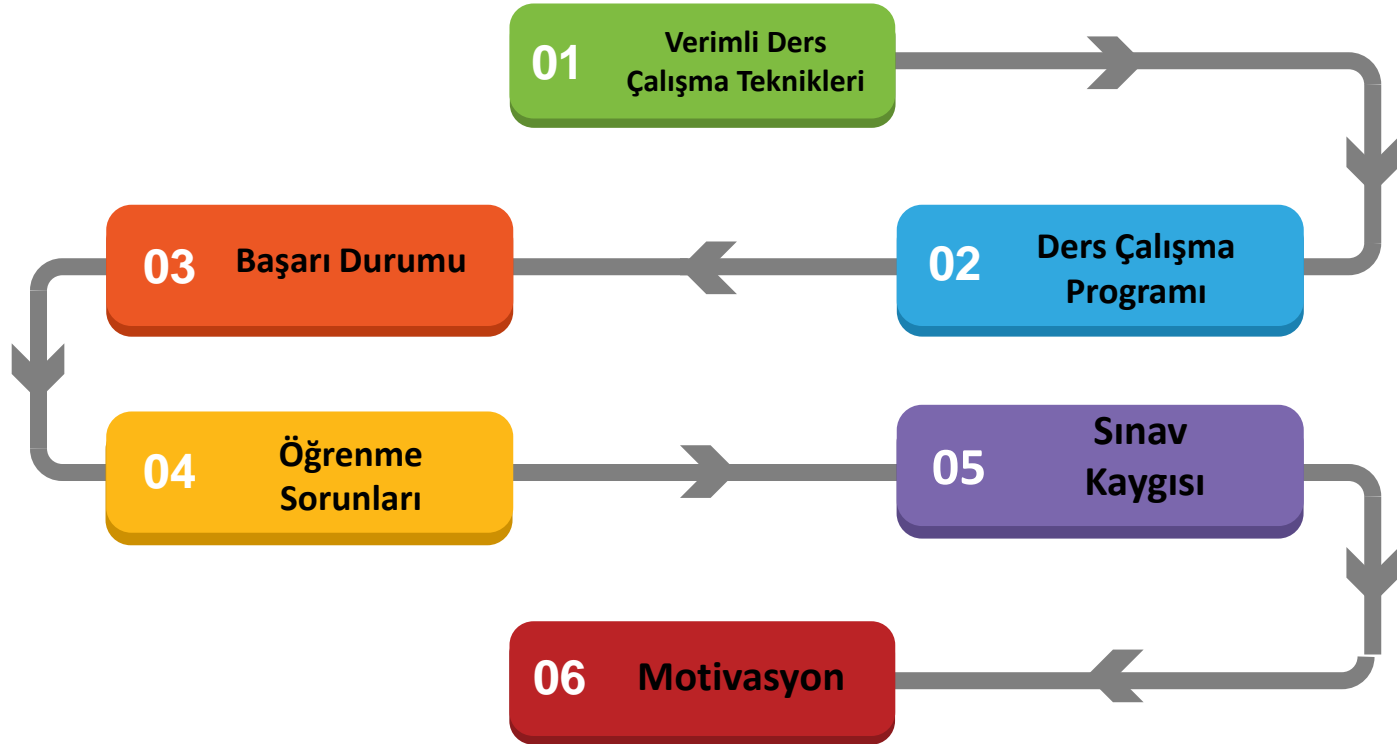 01
Verimli Ders
Çalışma Teknikleri
02
Ders Çalışma
Programı
03
Başarı Durumu
04
Öğrenme
Sorunları
05
Sınav
Kaygısı
06
Motivasyon